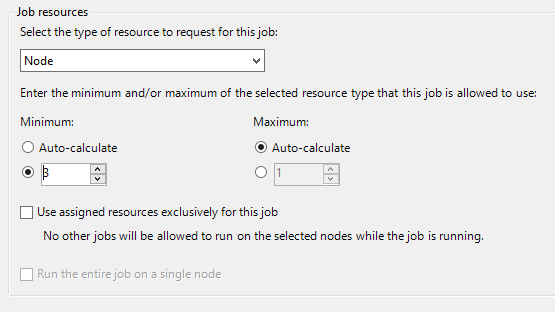 Job resources
Select the type of resource to request for this job:
Node
Enter the minimum and/or maximum of the selected resource type that this job is allowed to use:
Minimum: Maximum:
Auto-calculate Auto-calculate
3 1
Use assigned resources exclusively for this job
No other jobs will be allowed to run on the selected nodes while the job is running.
Run the entire job on a single node